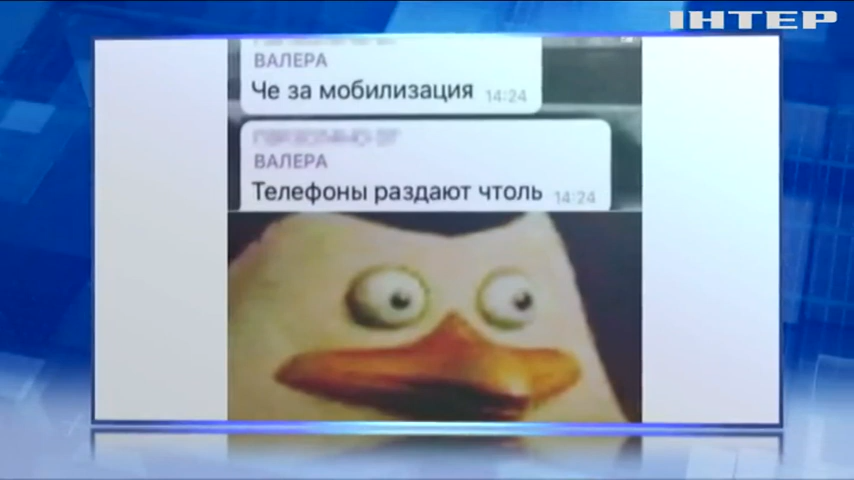 ІНТЕР
ВАЛЕРА
Че за мобилизация 14:24
ВАЛЕРА
Телефоны раздают чтоль 14:24